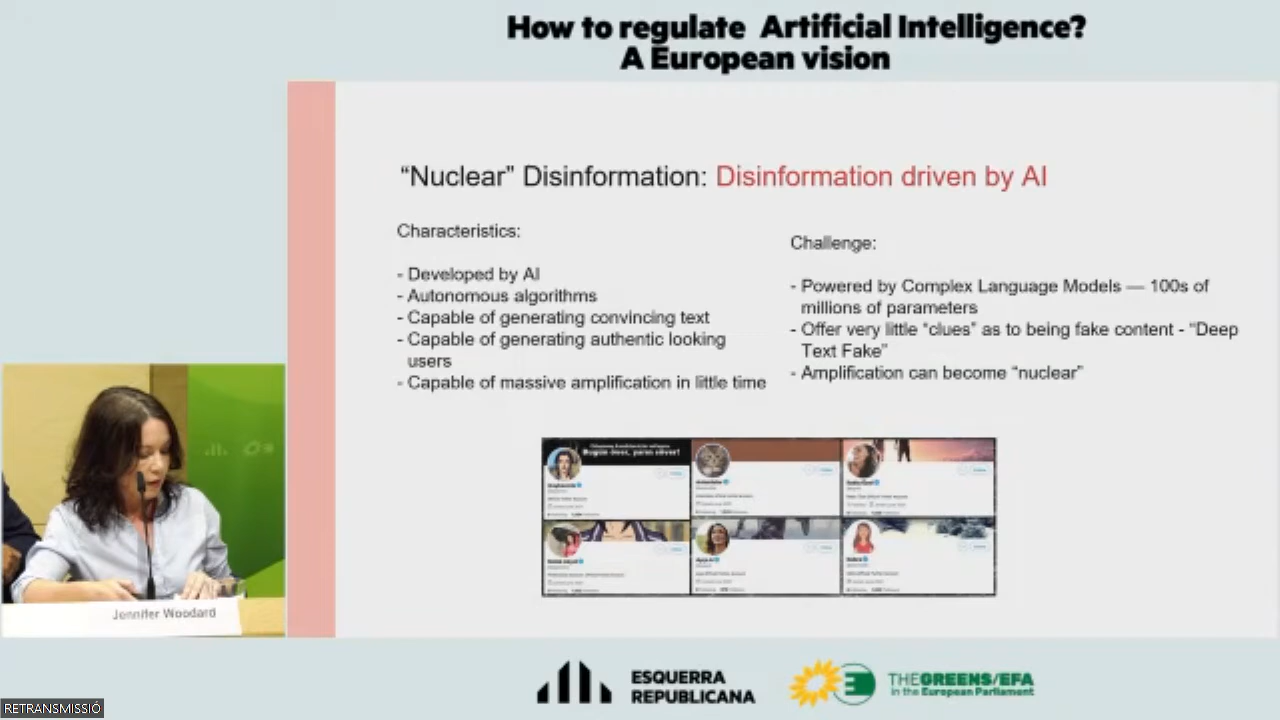 How to regulate Artificial Intelligence?
A European vision
“Nuclear” Disinformation: Disinformation driven by AI
Characteristics:
- Developed by AI
- Autonomous algorithms
- Capable of generating convincing text
- Capable of generating authentic looking
users
- Capable of massive amplification in little time
Challenge:
- Powered by Complex Language Models — 100s of
millions of parameters
- Offer very little “clues” as to being fake content - “Deep
Text Fake”
- Amplification can become “nuclear”
Jennifer Woodard
ESQUERRA
REPUBLICANA
THE GREENS/EFA
in the European Parliament
RETRANSMISSIÓ